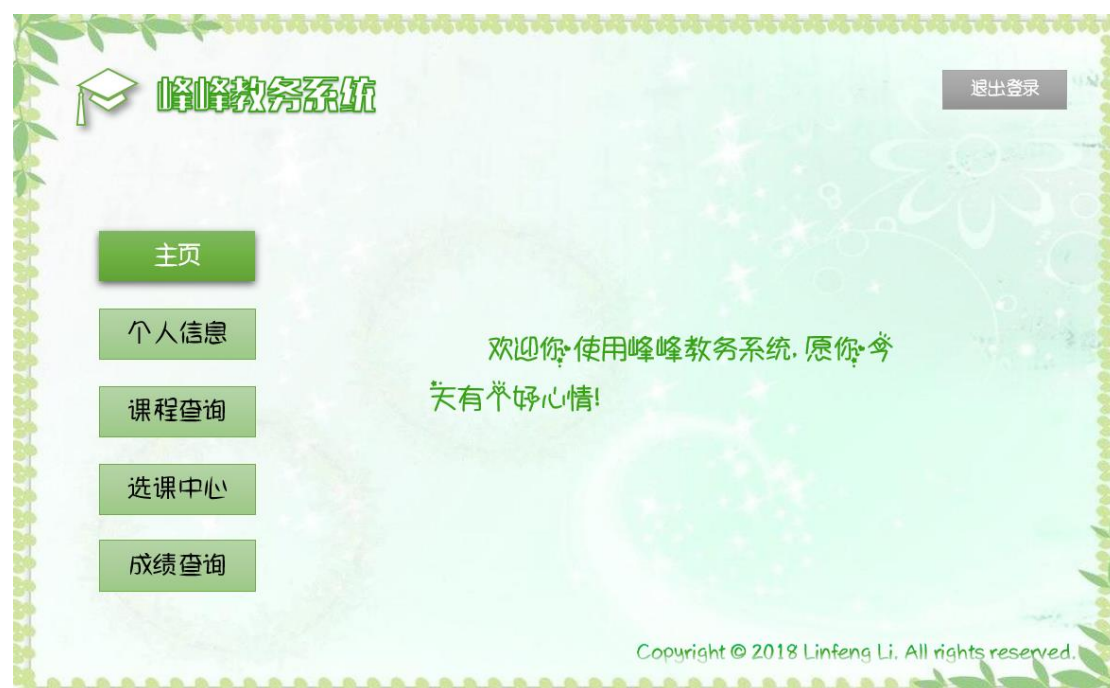 峰峰教务系统
退出登录
主页
个人信息
课程查询
选课中心
成绩查询
欢迎你使用峰峰教务系统,愿你今
天有个好心情!
Copyright © 2018 Linfeng Li. All rights reserved.